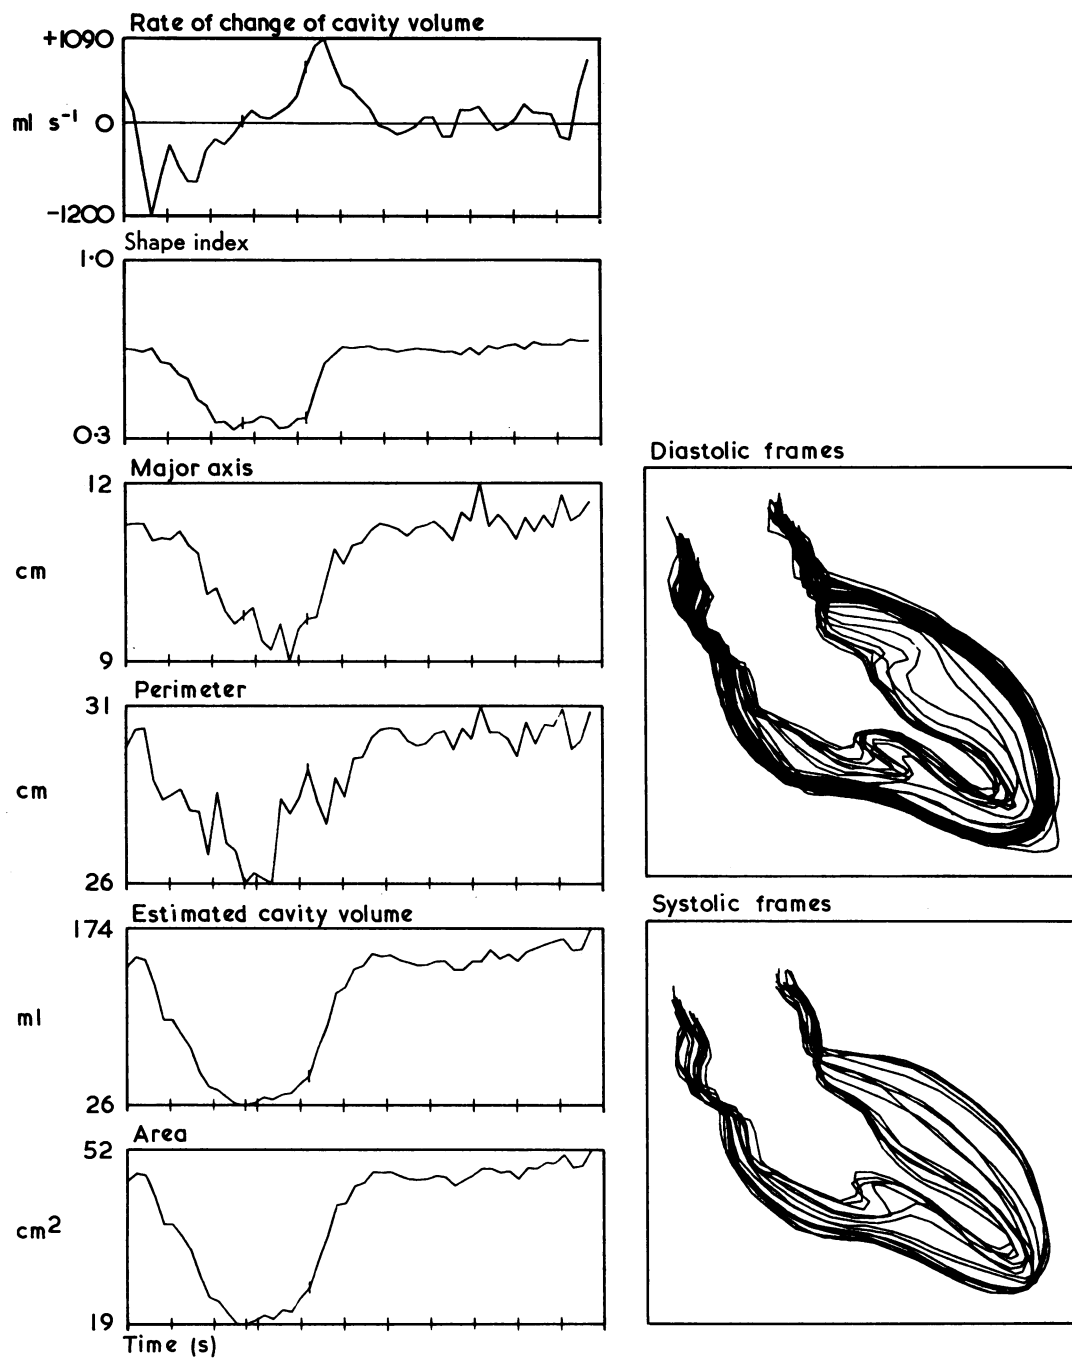 Rate of change of cavity volume
+1090
ml s⁻¹ 0
-1200
Shape index
1·0
0·3
Major axis
12
cm
9
Perimeter
31
cm
26
Estimated cavity volume
174
ml
26
Area
52
cm2
19
Time (s)
Diastolic frames
Systolic frames